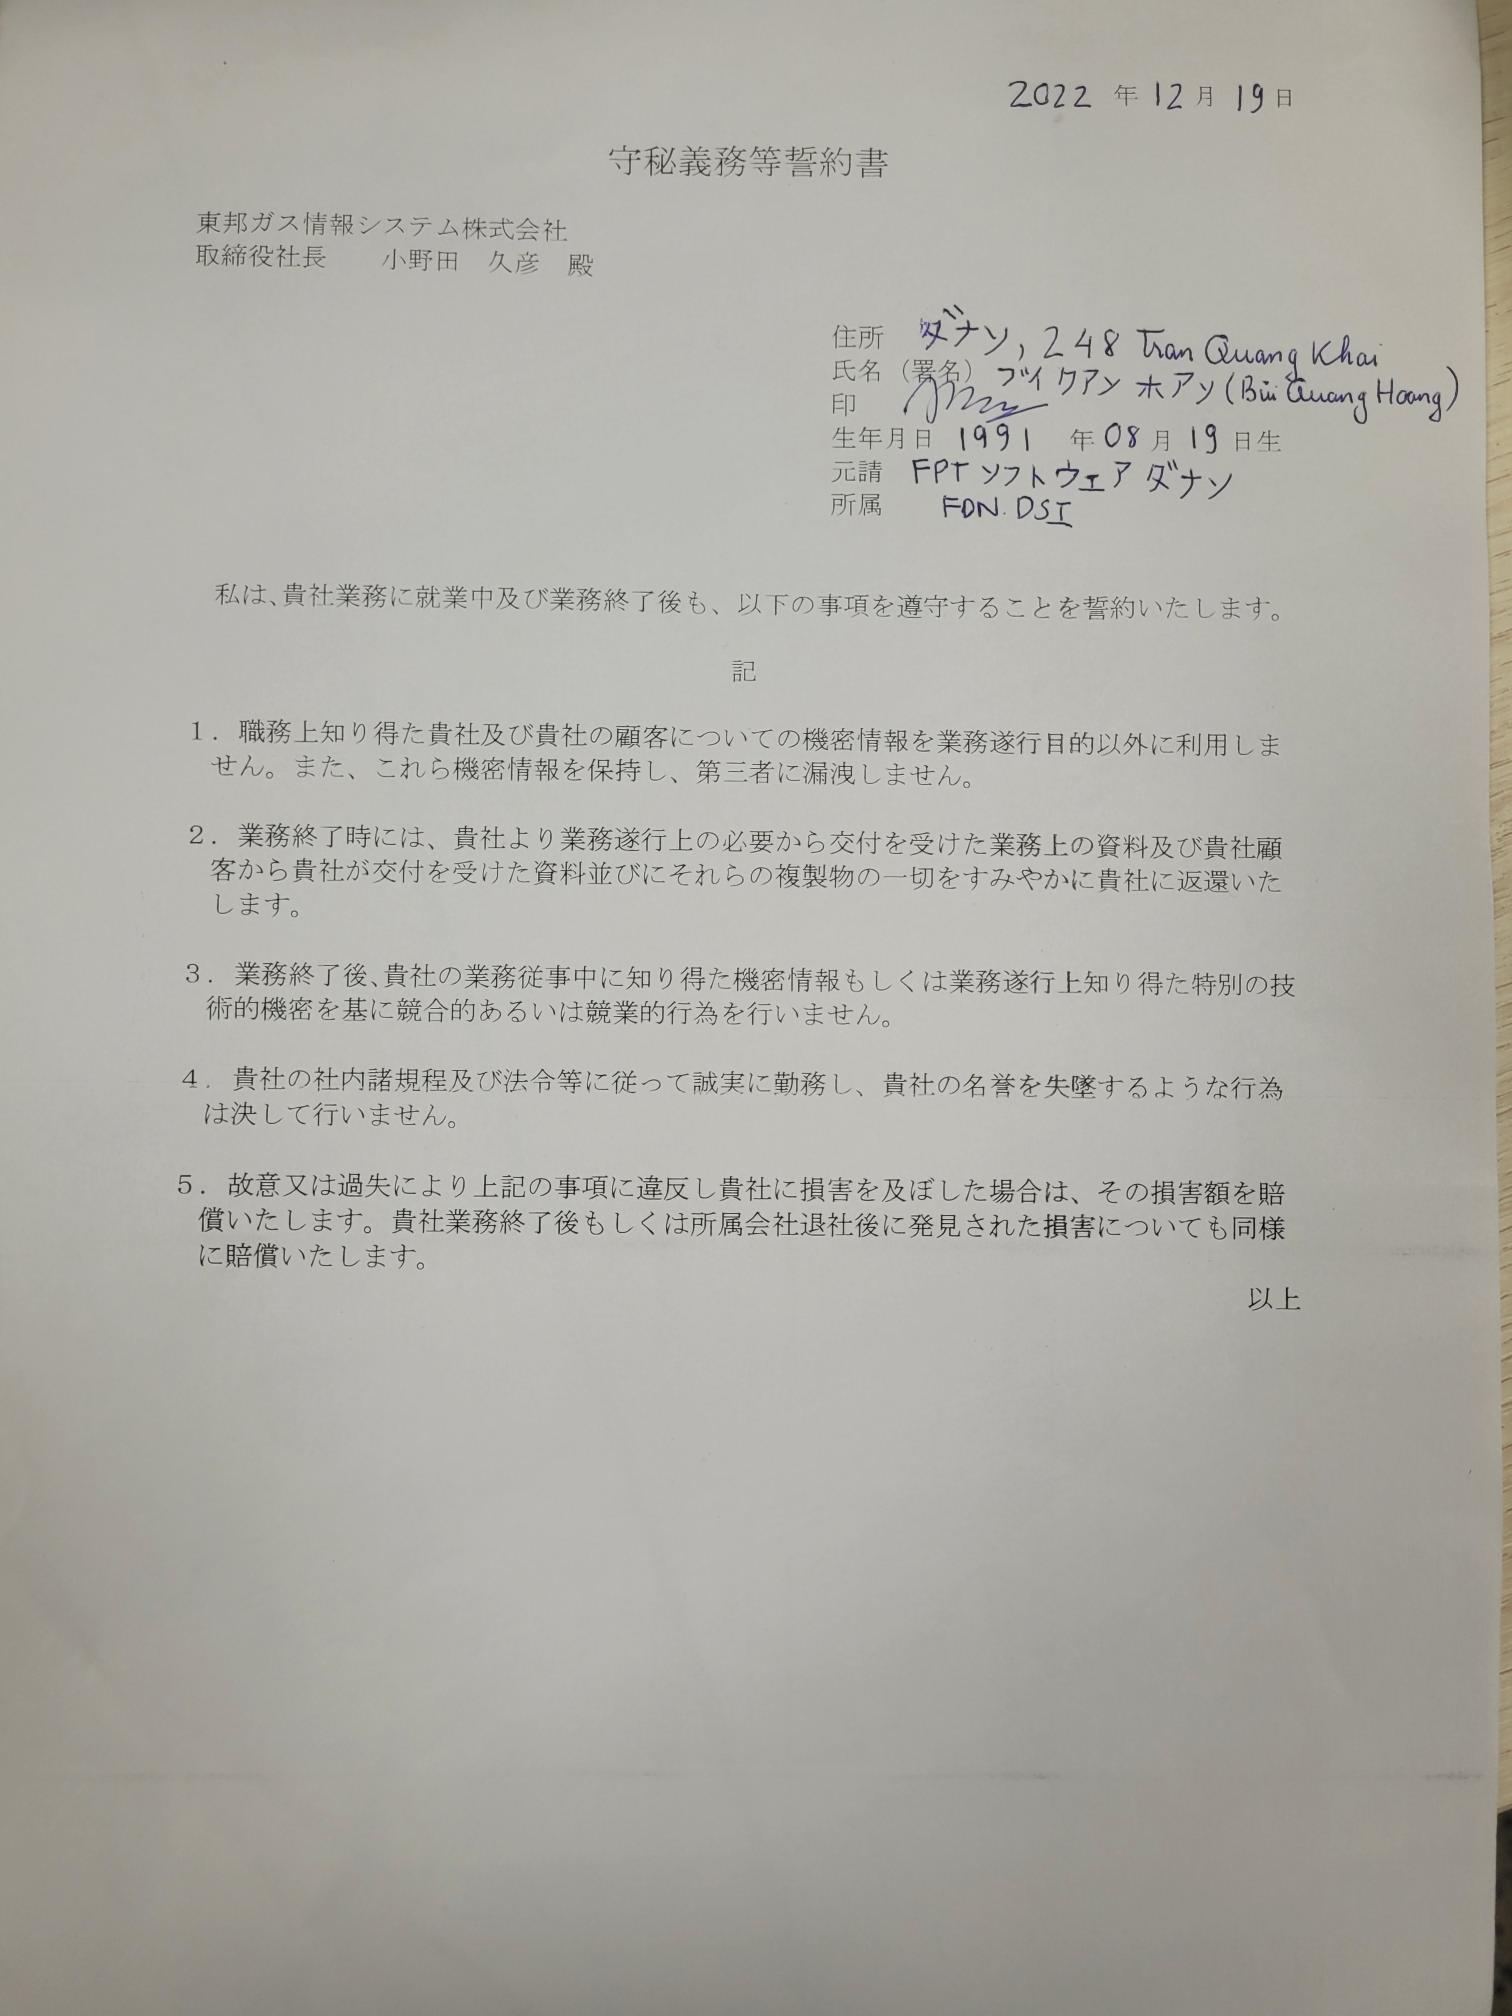 2022 年 12 月 19 日
守秘義務等誓約書
東邦ガス情報システム株式会社
取締役社長　　小野田　久彦　殿
住所　ダナン, 248 Tran Quang Khai
氏名（署名）ブイ クアン ホアン (Bùi Quang Hoang)
印
生年月日 1991 年 08 月 19 日生
元請 FPT ソフトウェア ダナン
所属 FDN.DSI
私は、貴社業務に就業中及び業務終了後も、以下の事項を遵守することを誓約いたします。
記
１．職務上知り得た貴社及び貴社の顧客についての機密情報を業務遂行目的以外に利用しま
せん。また、これら機密情報を保持し、第三者に漏洩しません。
２．業務終了時には、貴社より業務遂行上の必要から交付を受けた業務上の資料及び貴社顧
客から貴社が交付を受けた資料並びにそれらの複製物の一切をすみやかに貴社に返還いた
します。
３．業務終了後、貴社の業務従事中に知り得た機密情報もしくは業務遂行上知り得た特別の技
術的機密を基に競合的あるいは競業的行為を行いません。
４．貴社の社内諸規程及び法令等に従って誠実に勤務し、貴社の名誉を失墜するような行為
は決して行いません。
５．故意又は過失により上記の事項に違反し貴社に損害を及ぼした場合は、その損害額を賠
償いたします。貴社業務終了後もしくは所属会社退社後に発見された損害についても同様
に賠償いたします。
以上